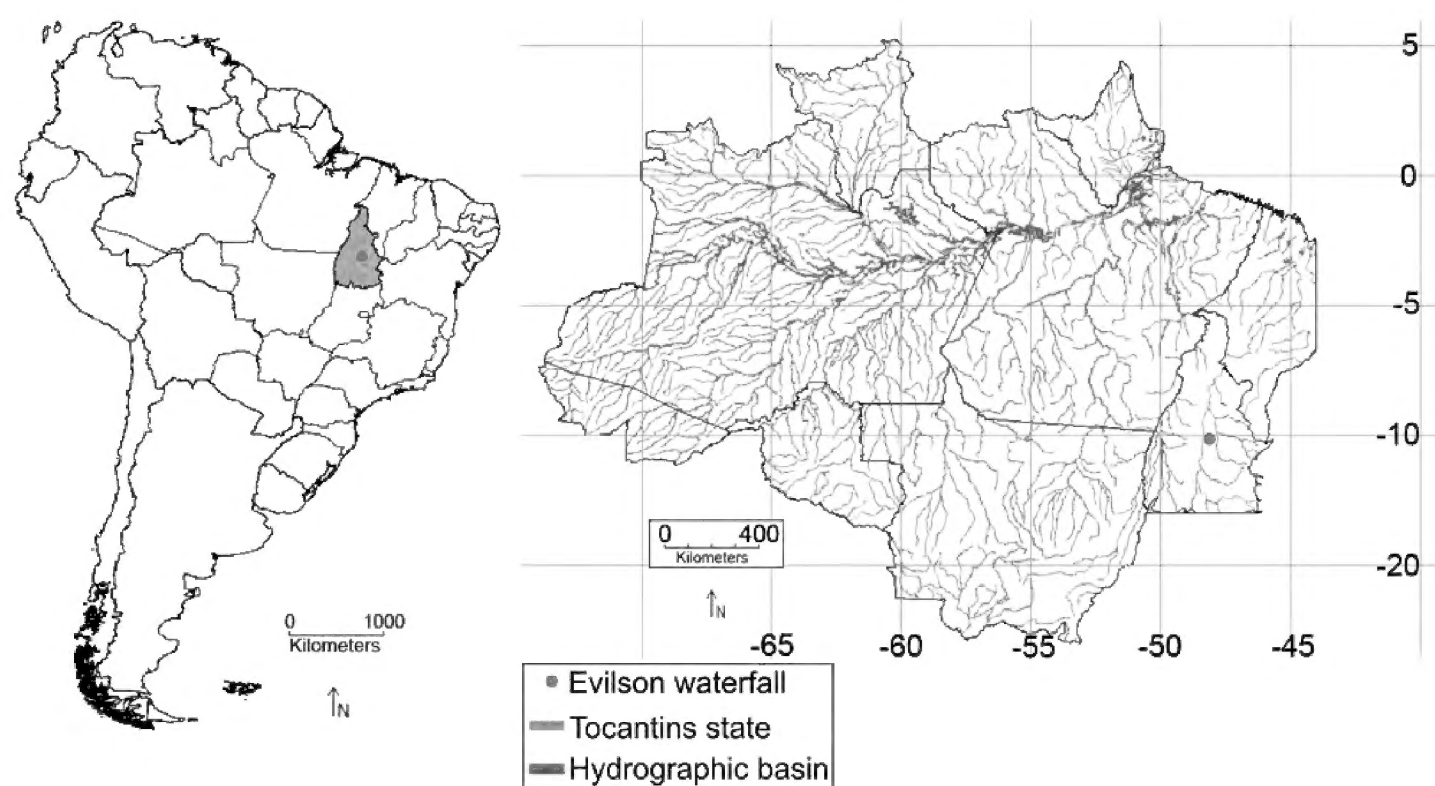 0 1000
Kilometers
N
5
0
-5
-10
-20
0 400
Kilometers
N
-65 -60 -55 -50 -45
Evilson waterfall
Tocantins state
Hydrographic basin